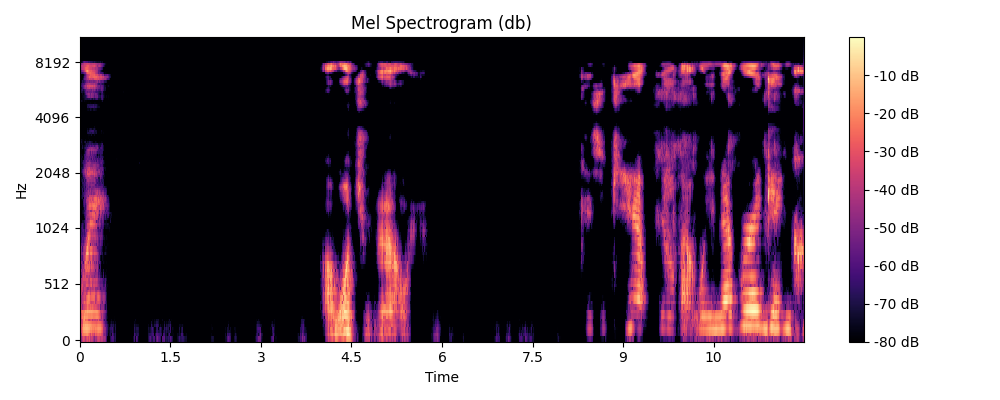 Mel Spectrogram (db)
8192
4096
2048
1024
512
0
Hz
0 1.5 3 4.5 6 7.5 9 10
Time
-10 dB
-20 dB
-30 dB
-40 dB
-50 dB
-60 dB
-70 dB
-80 dB